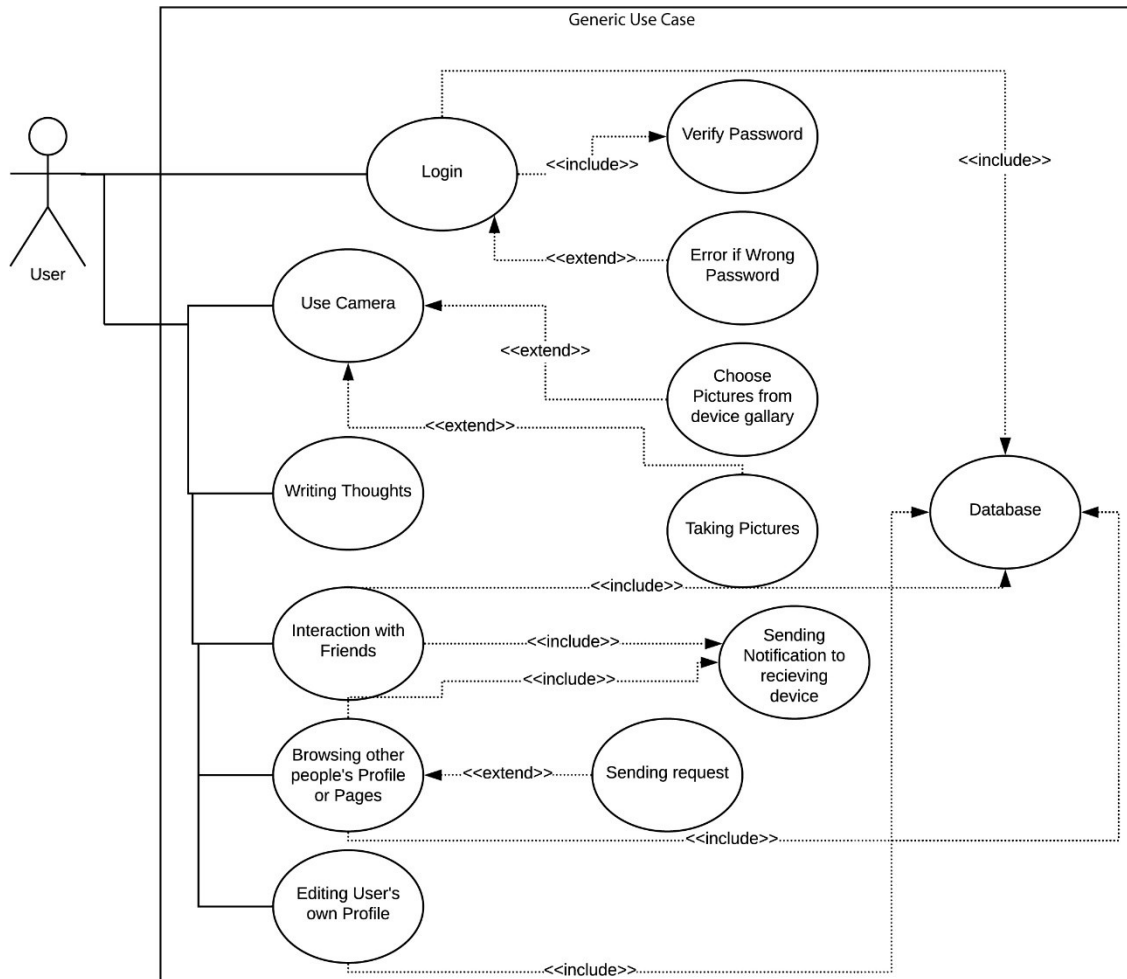 Generic Use Case
Verify Password
<<include>>
<<include>>
Login
User
<<extend>>
Error if Wrong
Password
Use Camera
<<extend>>
Choose
Pictures from
device gallary
<<extend>>
Writing Thoughts
Taking Pictures
Database
<<include>>
Interaction with
Friends
<<include>>
Sending
Notification to
recieving
device
<<include>>
Browsing other
people's Profile
or Pages
<<extend>>
Sending request
<<include>>
Editing User's
own Profile
<<include>>